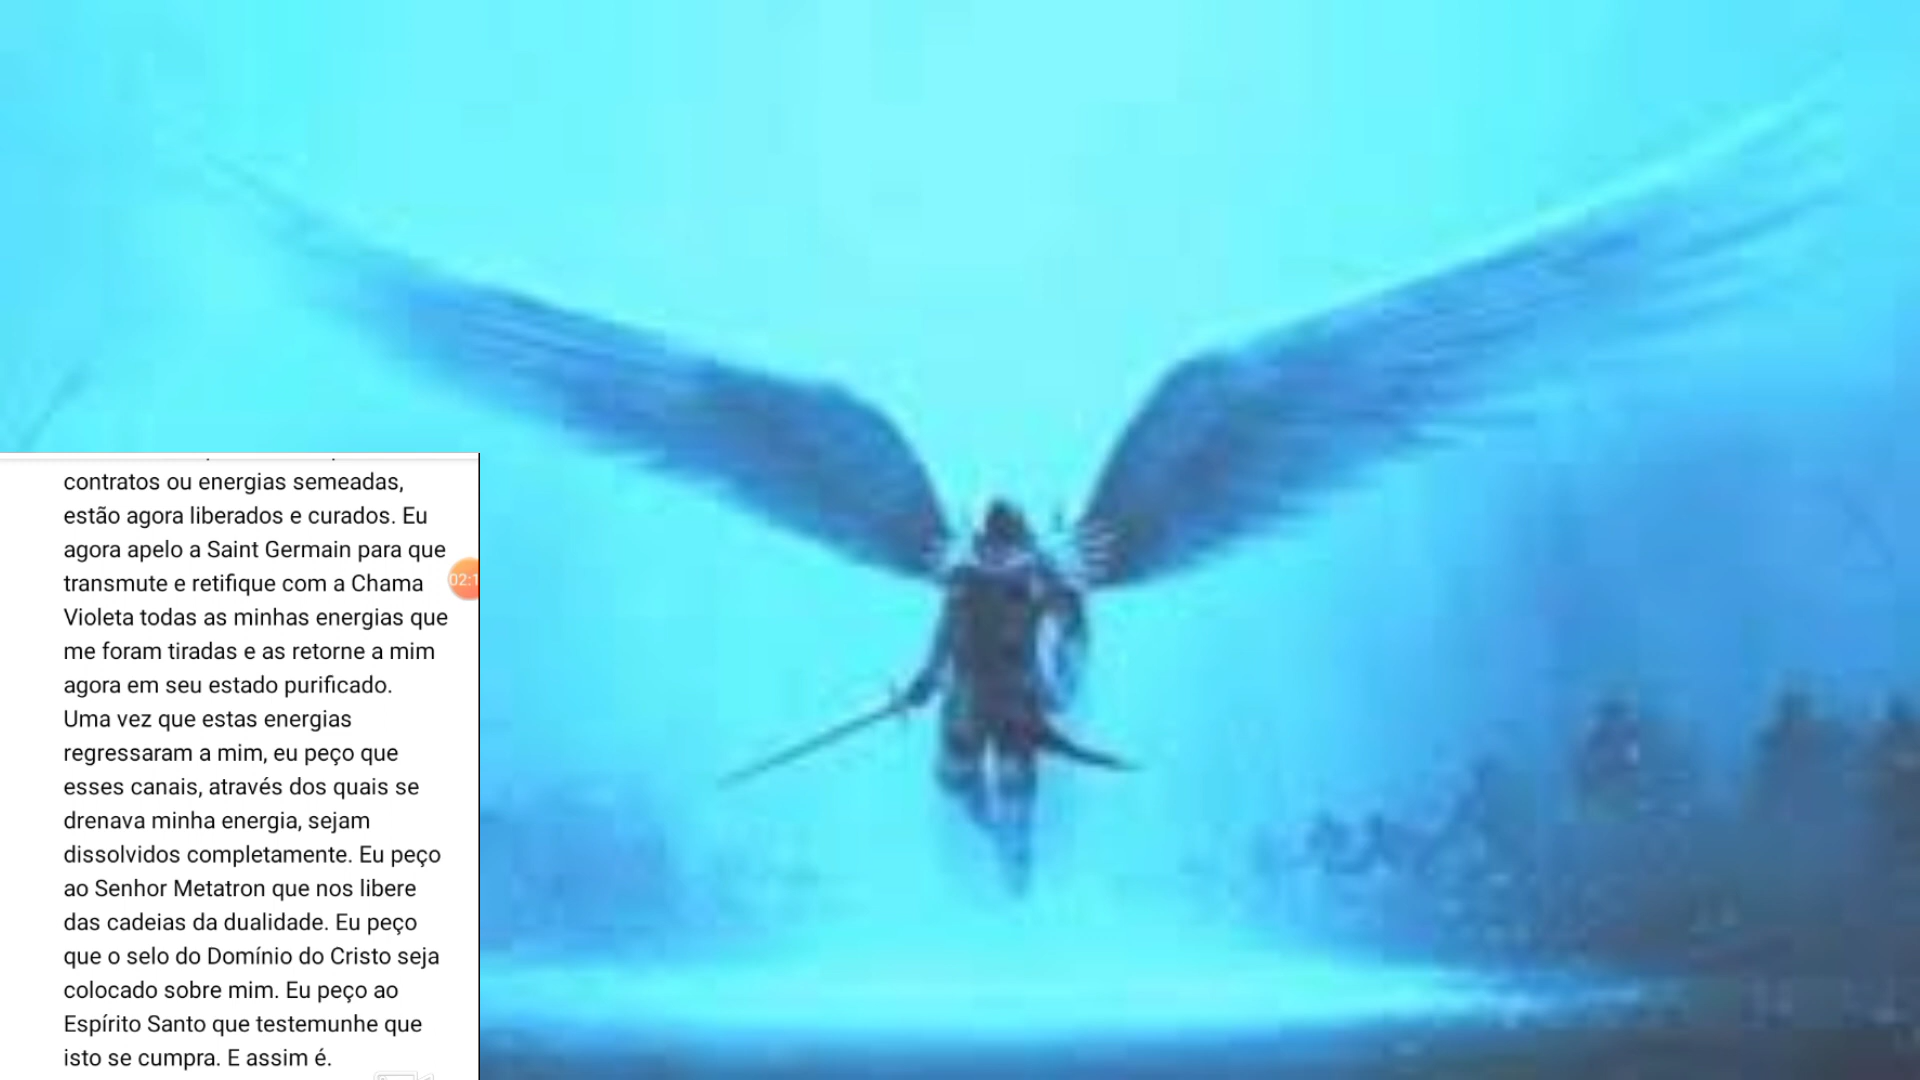 contratos ou energias semeadas,
estão agora liberados e curados. Eu
agora apelo a Saint Germain para que
transmute e retifique com a Chama
Violeta todas as minhas energias que
me foram tiradas e as retorne a mim
agora em seu estado purificado.
Uma vez que estas energias
regressaram a mim, eu peço que
esses canais, através dos quais se
drenava minha energia, sejam
dissolvidos completamente. Eu peço
ao Senhor Metatron que nos libere
das cadeias da dualidade. Eu peço
que o selo do Domínio do Cristo seja
colocado sobre mim. Eu peço ao
Espírito Santo que testemunhe que
isto se cumpra. E assim é.
02:1